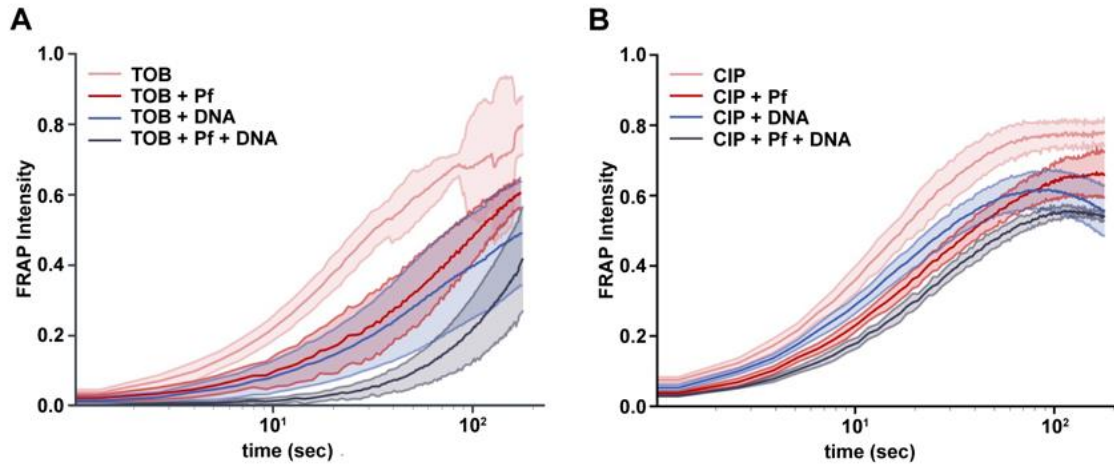 A
TOB
TOB + Pf
TOB + DNA
TOB + Pf + DNA
1.0
0.8
0.6
0.4
0.2
0.0
FRAP Intensity
10¹
10²
time (sec)
B
CIP
CIP + Pf
CIP + DNA
CIP + Pf + DNA
1.0
0.8
0.6
0.4
0.2
0.0
FRAP Intensity
10¹
10²
time (sec)